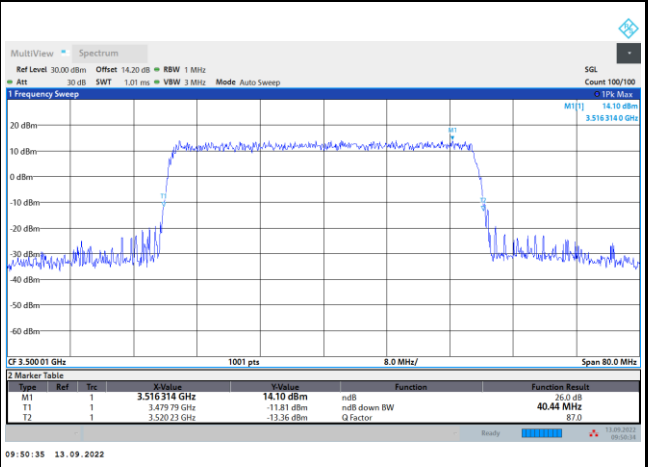 MultiView Spectrum
Ref Level 30.00 dBm Offset 14.20 dB RBW 1 MHz SGL
Att 30 dB SWT 1.01 ms VBW 3 MHz Mode Auto Sweep Count 100/100
1 Frequency Sweep 1Pk Max
M1[1] 14.10 dBm
3.516314 0 GHz
M1
20 dBm
10 dBm
0 dBm
T1
T2
-10 dBm
-20 dBm
-30 dBm
-40 dBm
-50 dBm
-60 dBm
CF 3.500 01 GHz 1001 pts 8.0 MHz/ Span 80.0 MHz
2 Marker Table
Type Ref Trc X-Value Y-Value Function Function Result
M1 1 3.516 314 GHz 14.10 dBm ndB 26.0 dB
T1 1 3.479 79 GHz -11.81 dBm ndB down BW 40.44 MHz
T2 1 3.520 23 GHz -13.36 dBm Q Factor 87.0
Ready 13.09.2022
09:50:34
09:50:35 13.09.2022